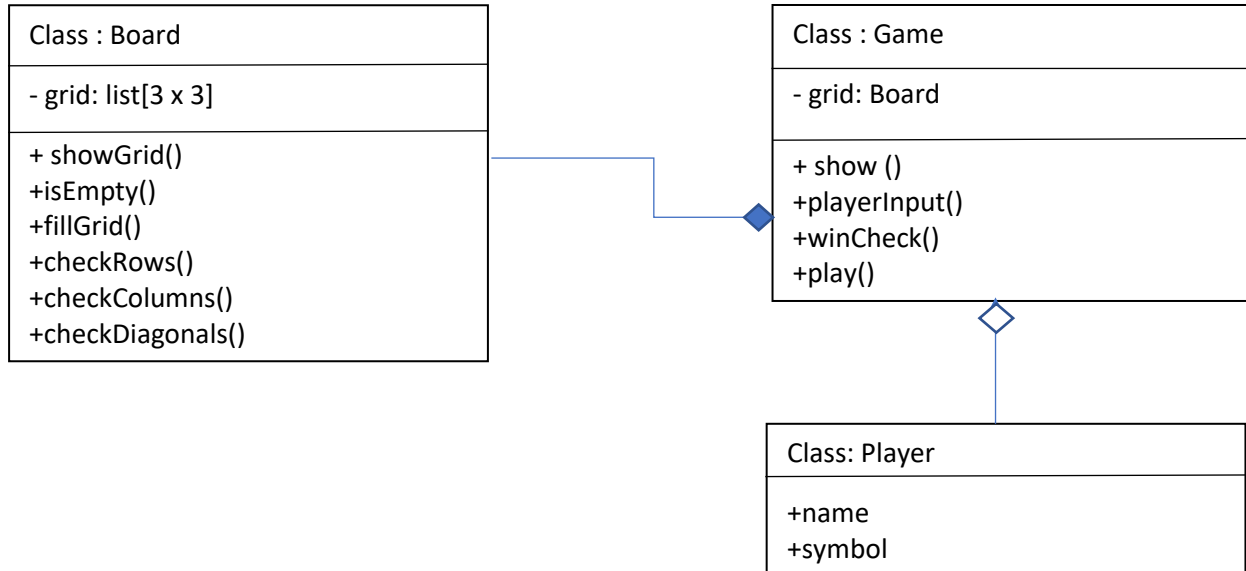 Class : Board
- grid: list[3 x 3]
+ showGrid()
+isEmpty()
+fillGrid()
+checkRows()
+checkColumns()
+checkDiagonals()
Class : Game
- grid: Board
+ show ()
+playerInput()
+winCheck()
+play()
Class: Player
+name
+symbol